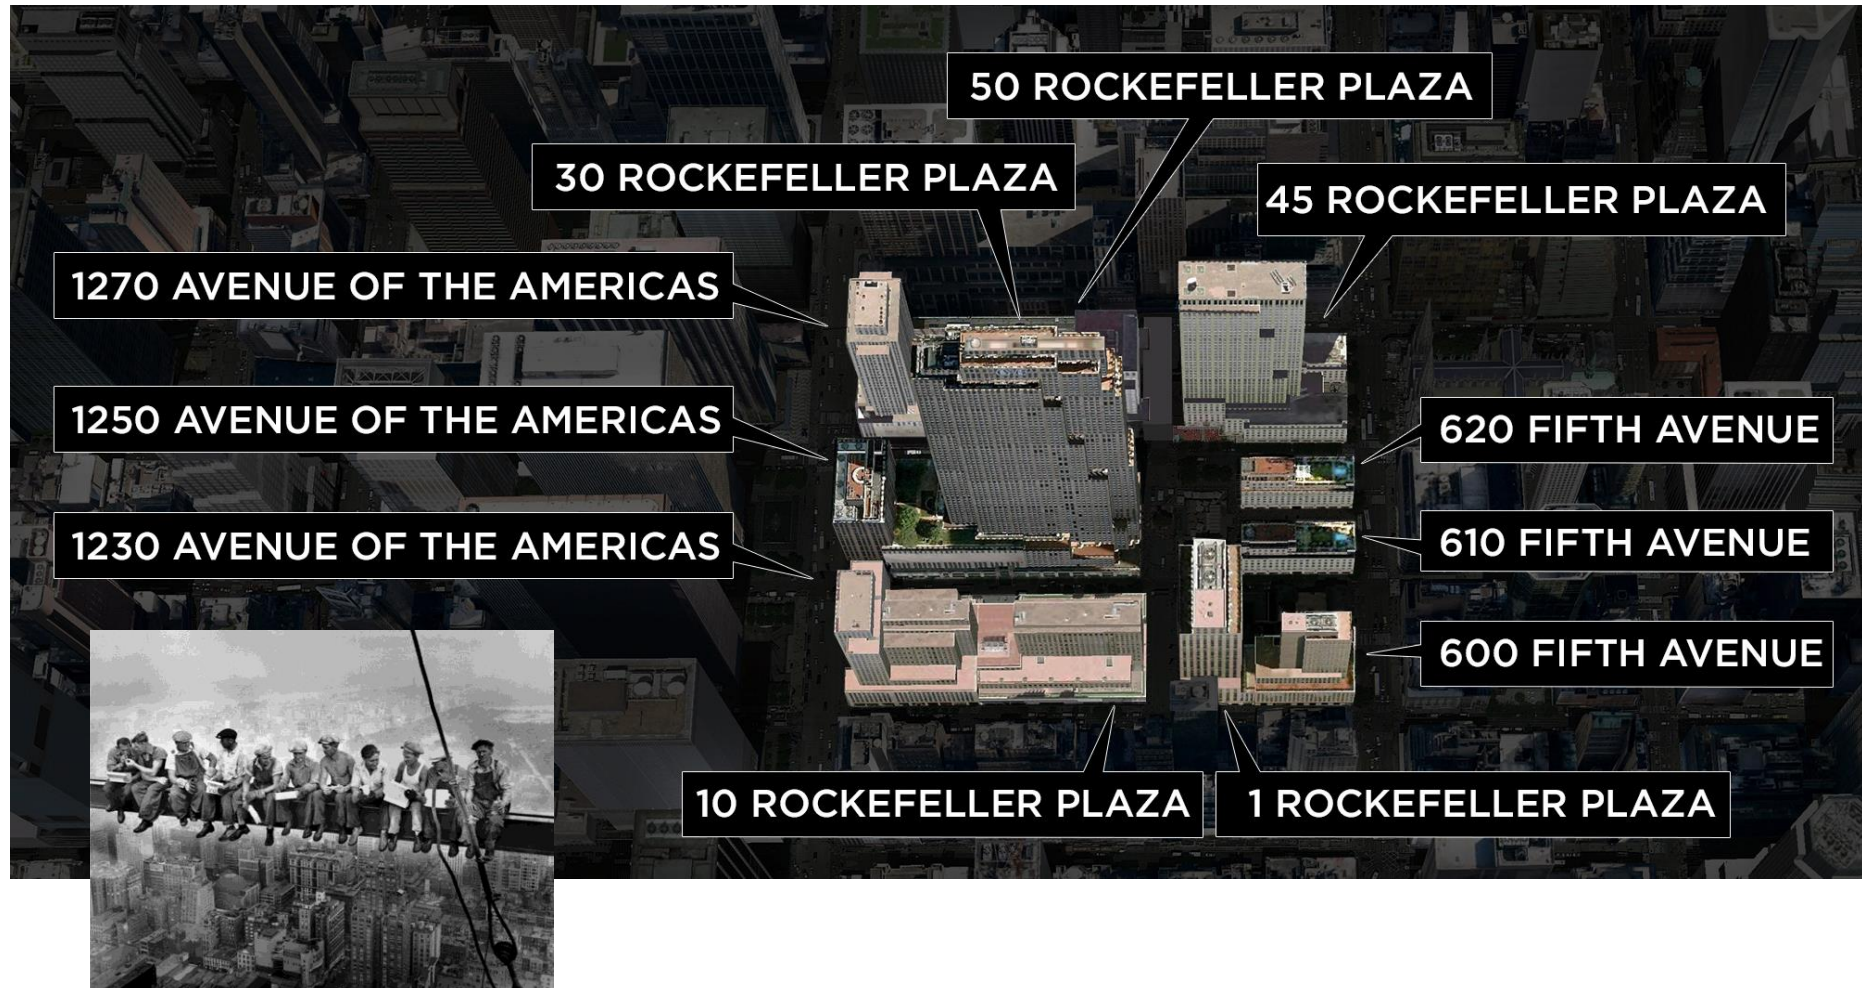 50 ROCKEFELLER PLAZA
30 ROCKEFELLER PLAZA
45 ROCKEFELLER PLAZA
1270 AVENUE OF THE AMERICAS
1250 AVENUE OF THE AMERICAS
620 FIFTH AVENUE
1230 AVENUE OF THE AMERICAS
610 FIFTH AVENUE
600 FIFTH AVENUE
10 ROCKEFELLER PLAZA
1 ROCKEFELLER PLAZA